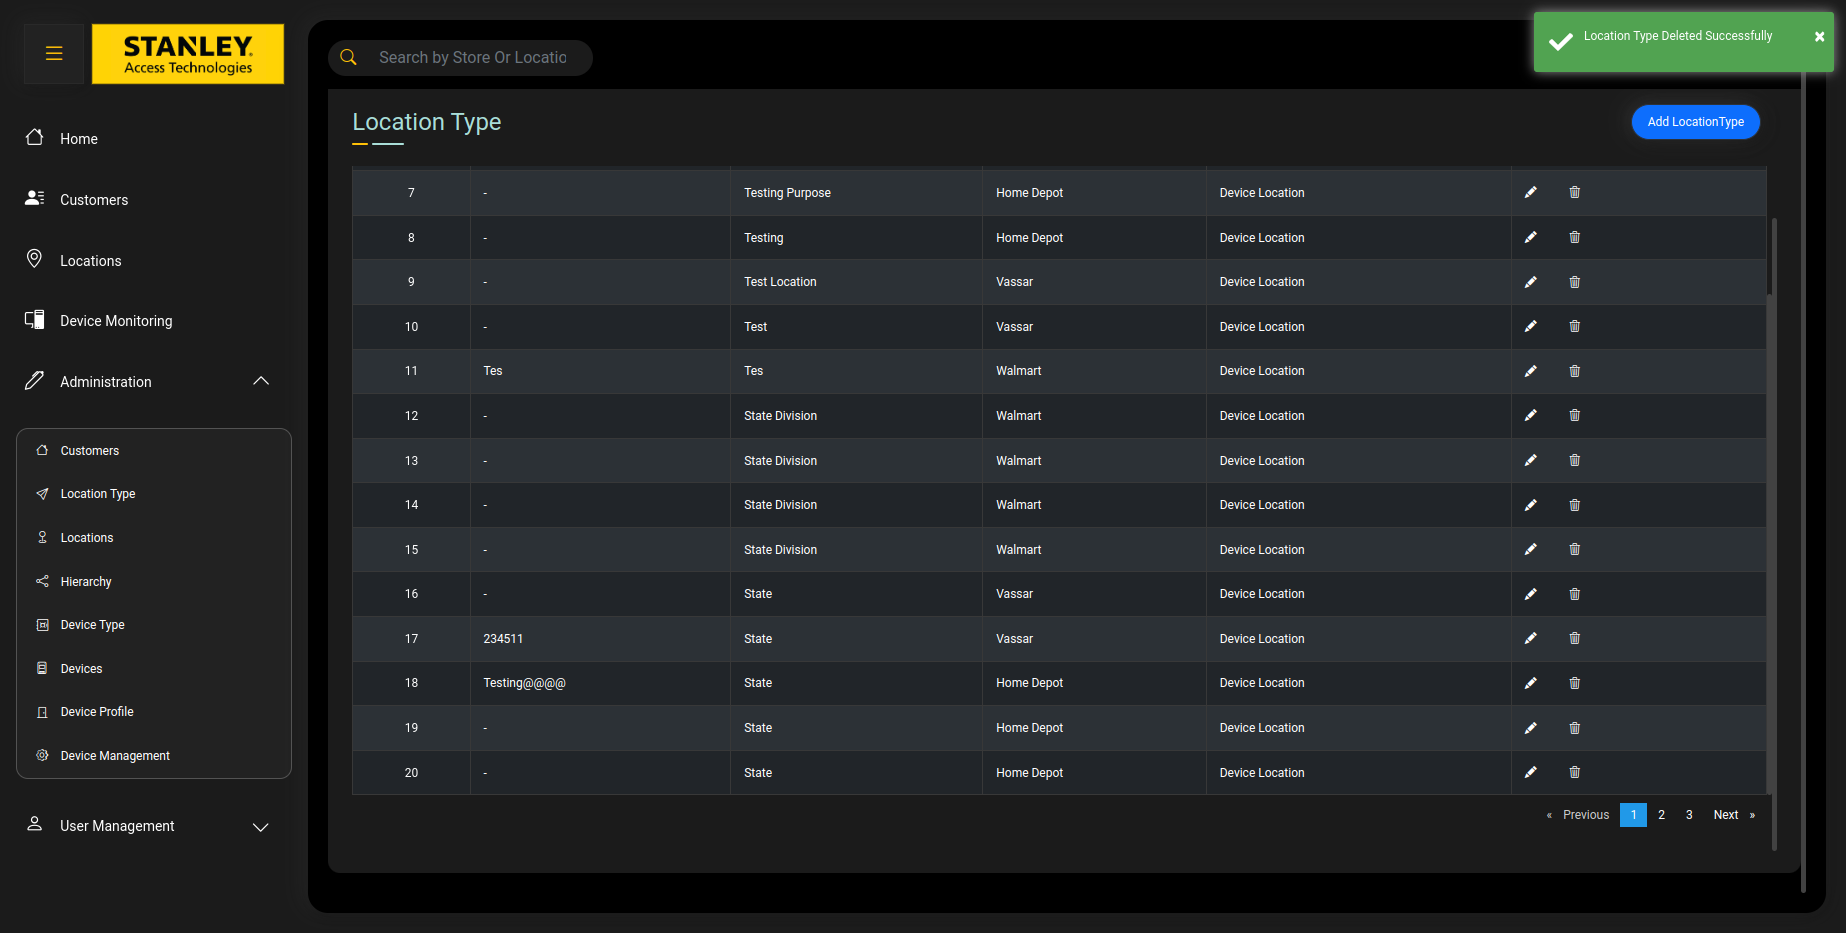 STANLEY
Access Technologies
Search by Store Or Locatio
Location Type Deleted Successfully
Home
Customers
Locations
Device Monitoring
Administration
Customers
Location Type
Locations
Hierarchy
Device Type
Devices
Device Profile
Device Management
User Management
Location Type
Add LocationType
7 - Testing Purpose Home Depot Device Location
8 - Testing Home Depot Device Location
9 - Test Location Vassar Device Location
10 - Test Vassar Device Location
11 Tes Tes Walmart Device Location
12 - State Division Walmart Device Location
13 - State Division Walmart Device Location
14 - State Division Walmart Device Location
15 - State Division Walmart Device Location
16 - State Vassar Device Location
17 234511 State Vassar Device Location
18 Testing@@@@ State Home Depot Device Location
19 - State Home Depot Device Location
20 - State Home Depot Device Location
« Previous 1 2 3 Next »